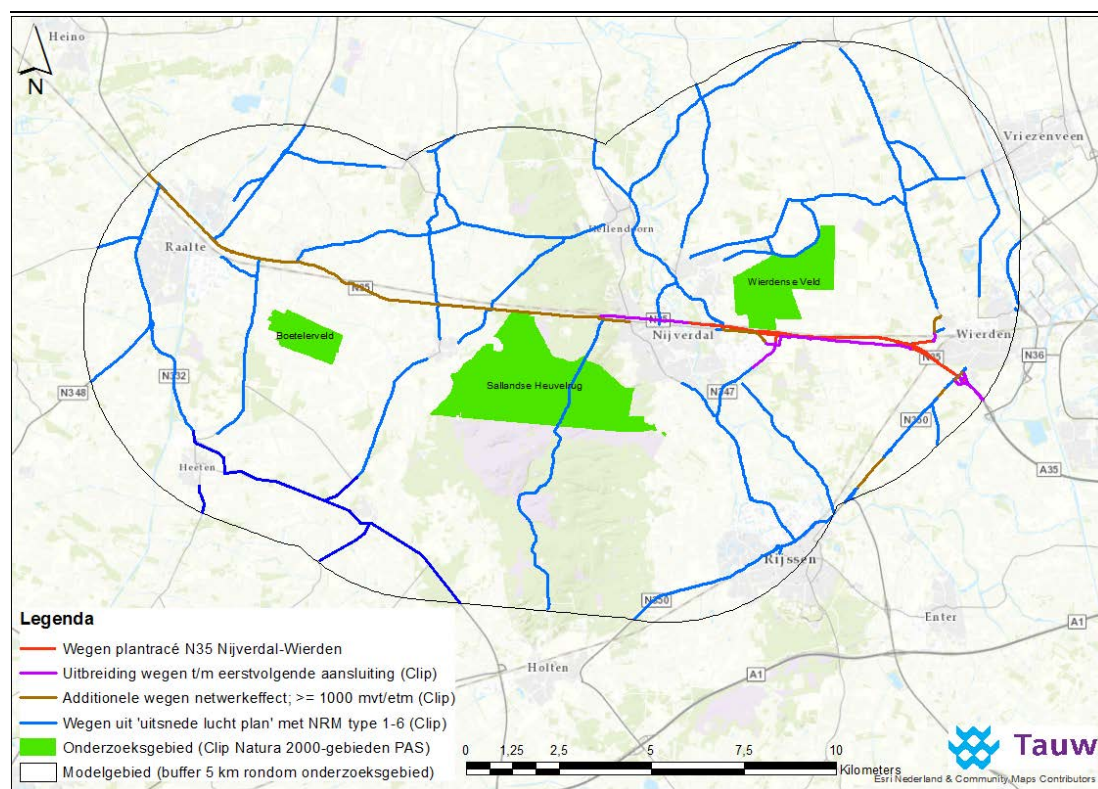 Heino
N
Vriezenveen
Hellendoorn
Raalte
Wierdense Veld
N35
N35
Boetelerveld
Nijverdal
Wierden
N35
N36
N332
Sallandse Heuvelrug
N348
N347
N350
A35
Heeten
Rijssen
N350
Enter
A1
Holten
A1
Legenda
Wegen plantracé N35 Nijverdal-Wierden
Uitbreiding wegen t/m eerstvolgende aansluiting (Clip)
Additionele wegen netwerkeffect; >= 1000 mvt/etm (Clip)
Wegen uit 'uitsnede lucht plan' met NRM type 1-6 (Clip)
Onderzoeksgebied (Clip Natura 2000-gebieden PAS)
Modelgebied (buffer 5 km rondom onderzoeksgebied)
0 1,25 2,5 5 7,5 10
Kilometers
Tauw
Esri Nederland & Community Maps Contributors